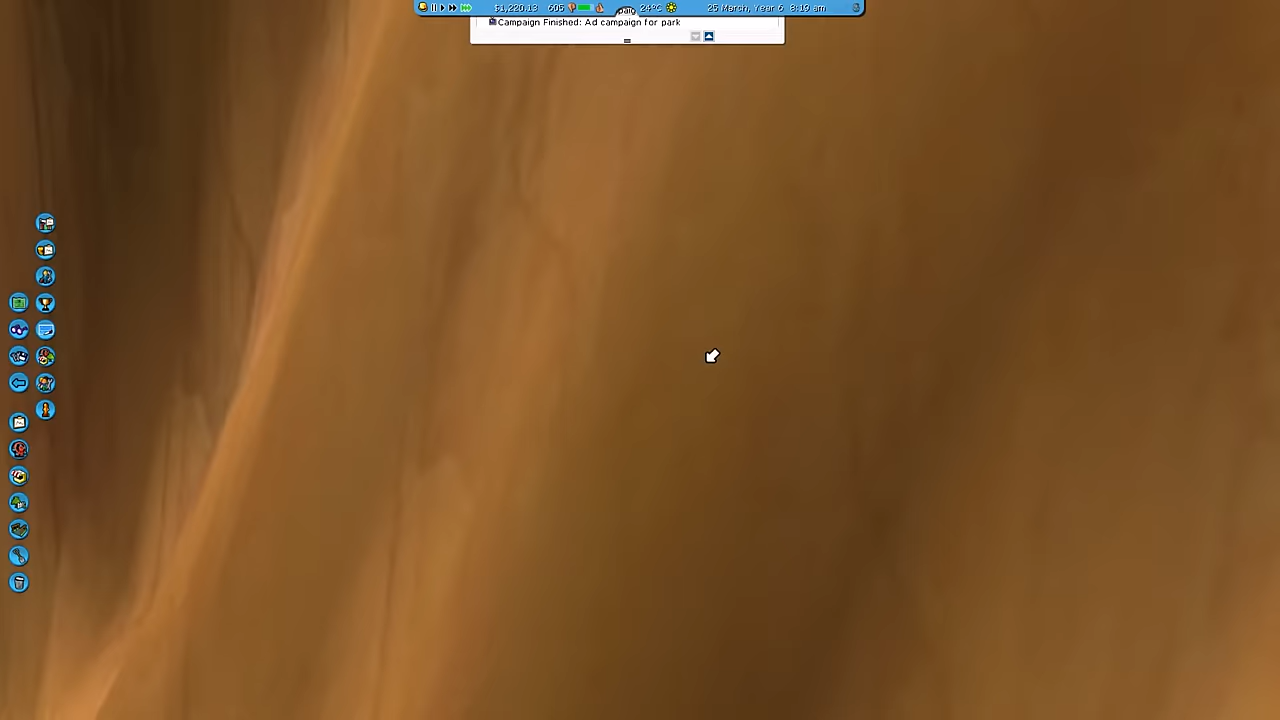 $1,220.13 605 24°C 25 March, Year 6 8:19 am
Campaign Finished: Ad campaign for park